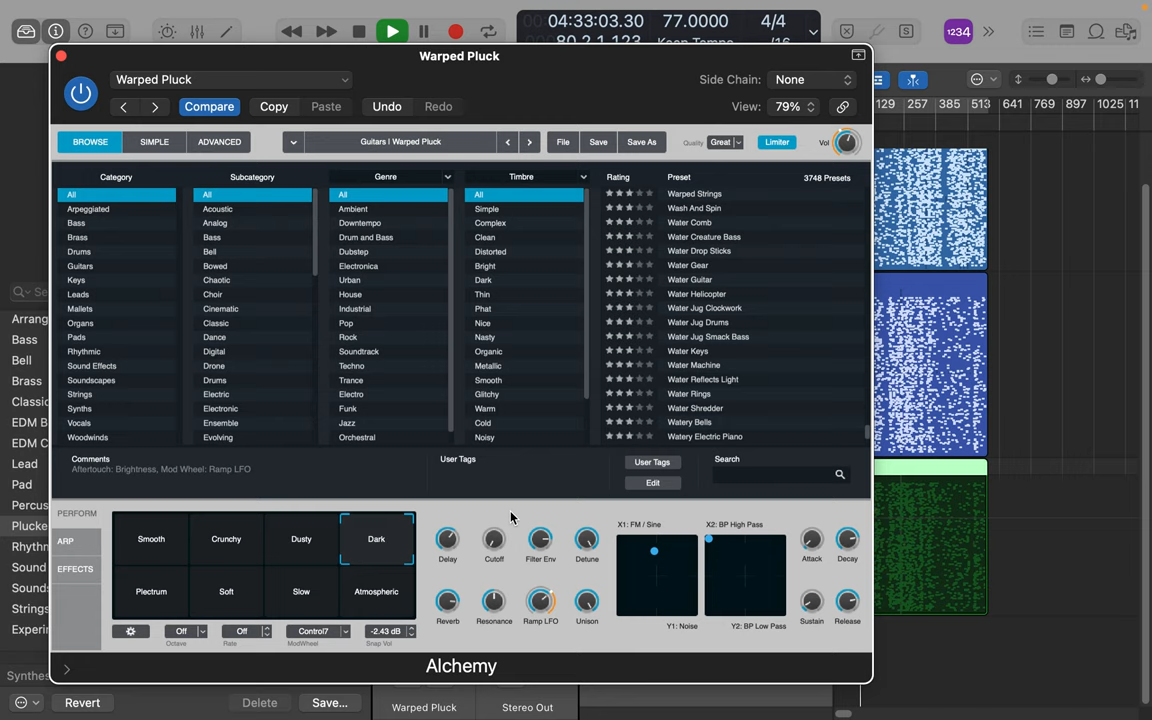 04:33:03.30 77.0000 4/4
80 2 1 123 Keep Tempo /16
1234
Warped Pluck
Warped Pluck Side Chain: None
Compare Copy Paste Undo Redo View: 79%
129 257 385 513 641 769 897 1025 11
BROWSE SIMPLE ADVANCED Guitars | Warped Pluck File Save Save As Quality Great Limiter Vol
Category Subcategory Genre Timbre Rating Preset 3748 Presets
All All All All Warped Strings
Arpeggiated Acoustic Ambient Simple Wash And Spin
Bass Analog Downtempo Complex Water Comb
Brass Bass Drum and Bass Clean Water Creature Bass
Drums Bell Dubstep Distorted Water Drop Sticks
Guitars Bowed Electronica Bright Water Gear
Keys Chaotic Urban Dark Water Guitar
Leads Choir House Thin Water Helicopter
Mallets Cinematic Industrial Phat Water Jug Clockwork
Organs Classic Pop Nice Water Jug Drums
Pads Dance Rock Nasty Water Jug Smack Bass
Rhythmic Digital Soundtrack Organic Water Keys
Sound Effects Drone Techno Metallic Water Machine
Soundscapes Drums Trance Smooth Water Reflects Light
Strings Electric Electro Glitchy Water Rings
Synths Electronic Funk Warm Water Shredder
Vocals Ensemble Jazz Cold Watery Bells
Woodwinds Evolving Orchestral Noisy Watery Electric Piano
Comments User Tags User Tags Search
Aftertouch: Brightness, Mod Wheel: Ramp LFO
Edit
PERFORM
ARP
EFFECTS
Smooth Crunchy Dusty Dark
Plectrum Soft Slow Atmospheric
Off Off Control7 -2.43 dB
Octave Rate ModWheel Snap Vol
Delay Cutoff Filter Env Detune
Reverb Resonance Ramp LFO Unison
X1: FM / Sine X2: BP High Pass
Y1: Noise Y2: BP Low Pass
Attack Decay
Sustain Release
Alchemy
Se
Arrang
Bass
Bell
Brass
Classic
EDM B
EDM C
Lead
Pad
Percus
Plucke
Rhythm
Sound
Sounds
Strings
Experin
Synthes
Revert Delete Save... Warped Pluck Stereo Out